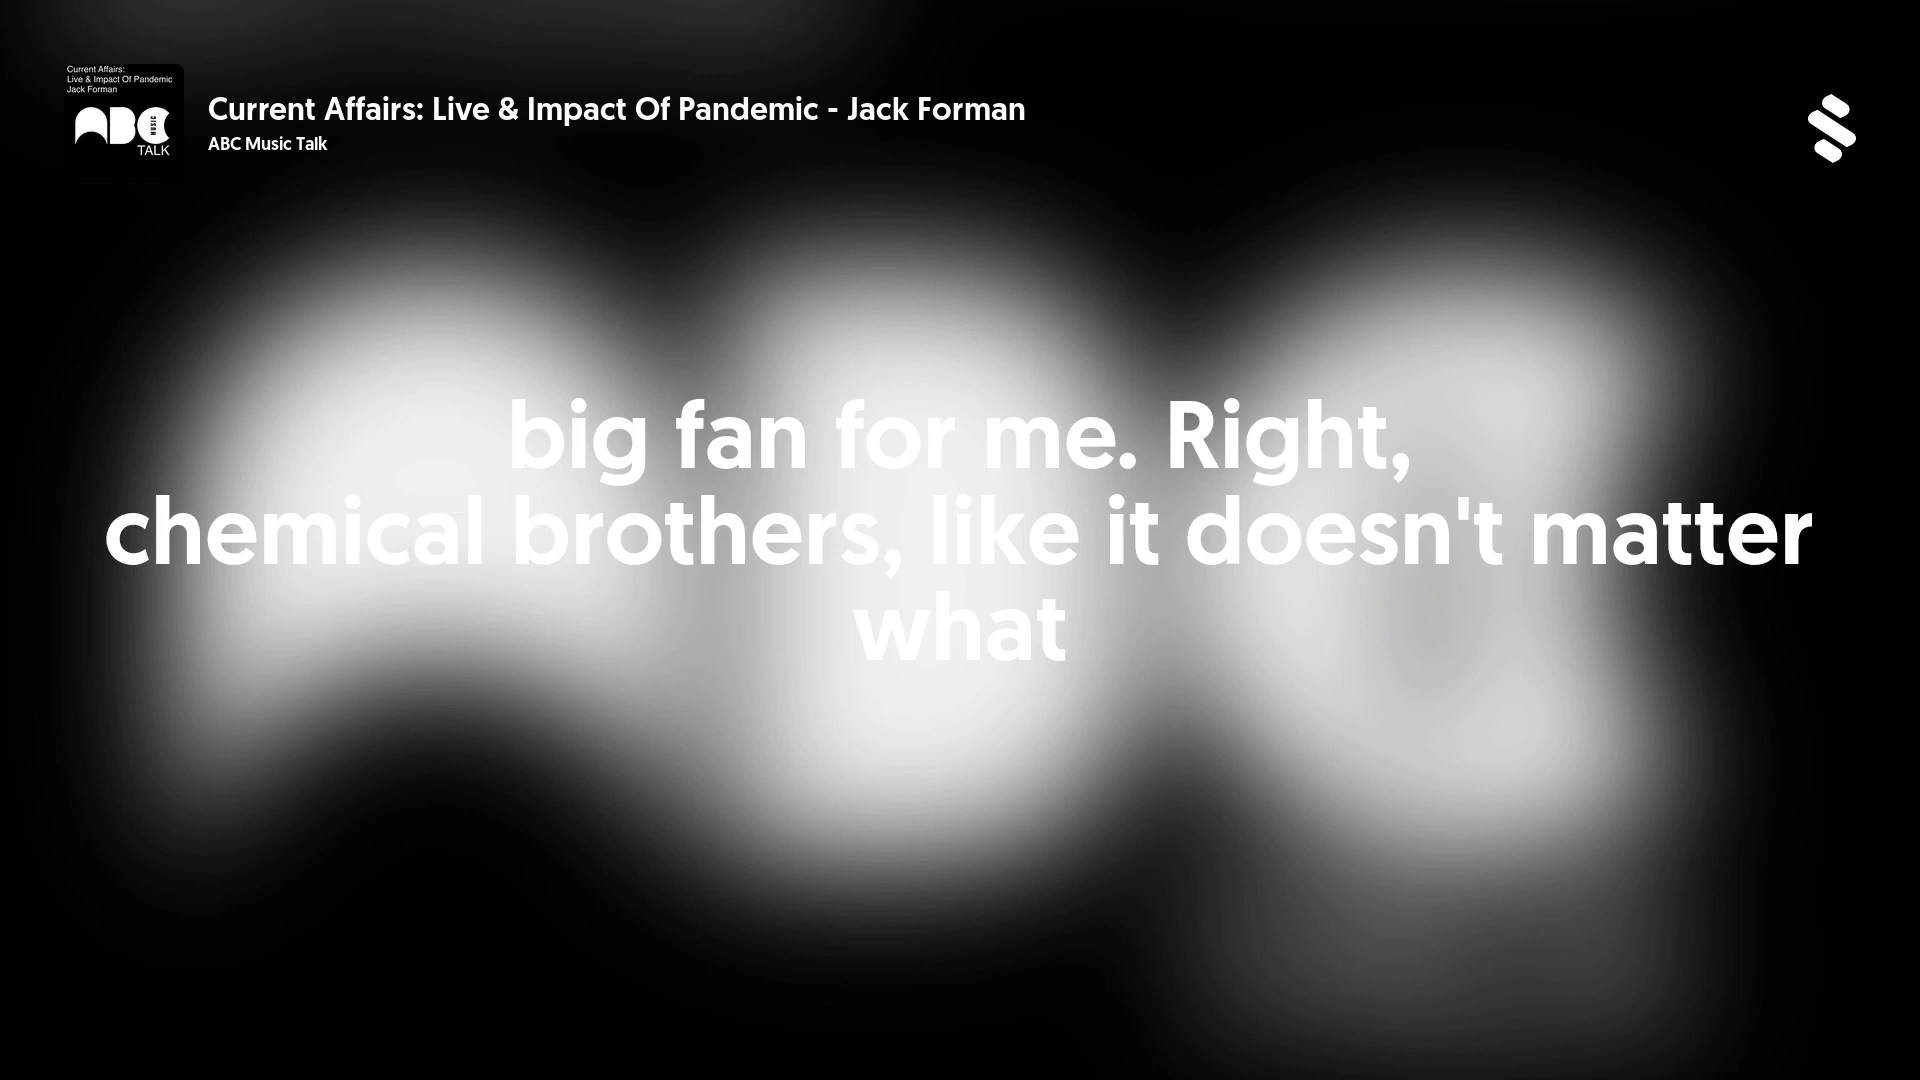 Current Affairs:
Live & Impact Of Pandemic
Jack Forman
ABC
MUSIC
TALK
Current Affairs: Live & Impact Of Pandemic - Jack Forman
ABC Music Talk
big fan for me. Right,
chemical brothers, like it doesn't matter
what